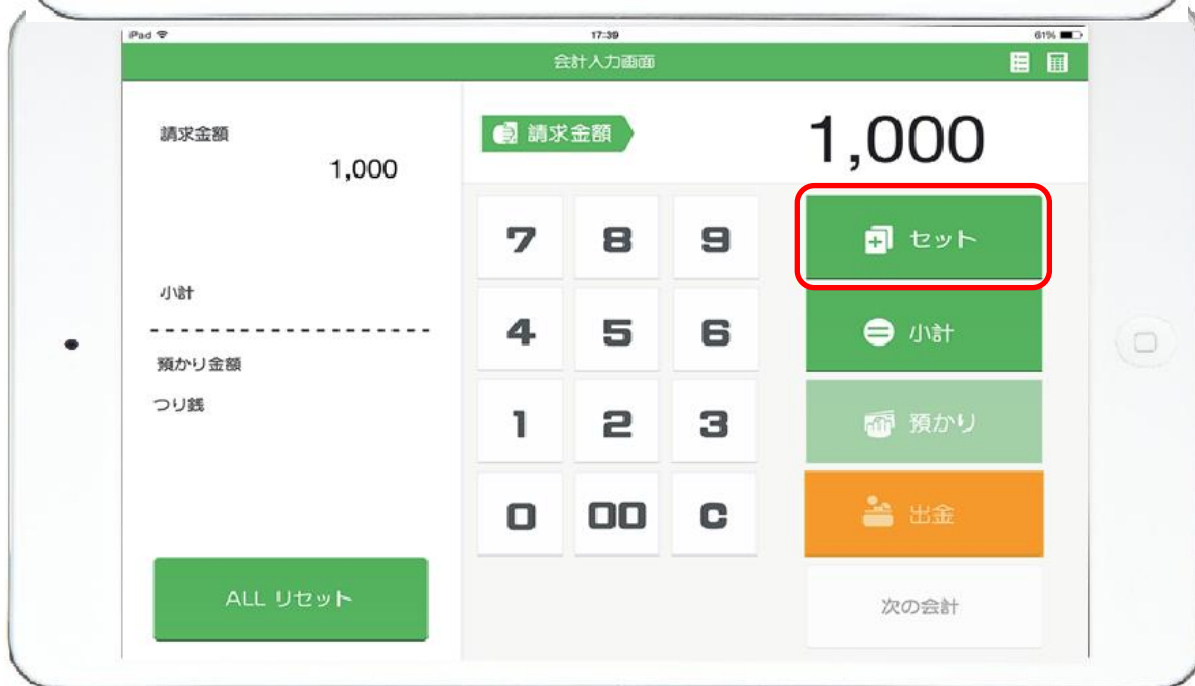 iPad 17:39 61%
会計入力画面
請求金額
1,000
小計
預かり金額
つり銭
ALL リセット
請求金額 1,000
7 8 9 セット
4 5 6 小計
1 2 3 預かり
0 00 C 出金
次の会計